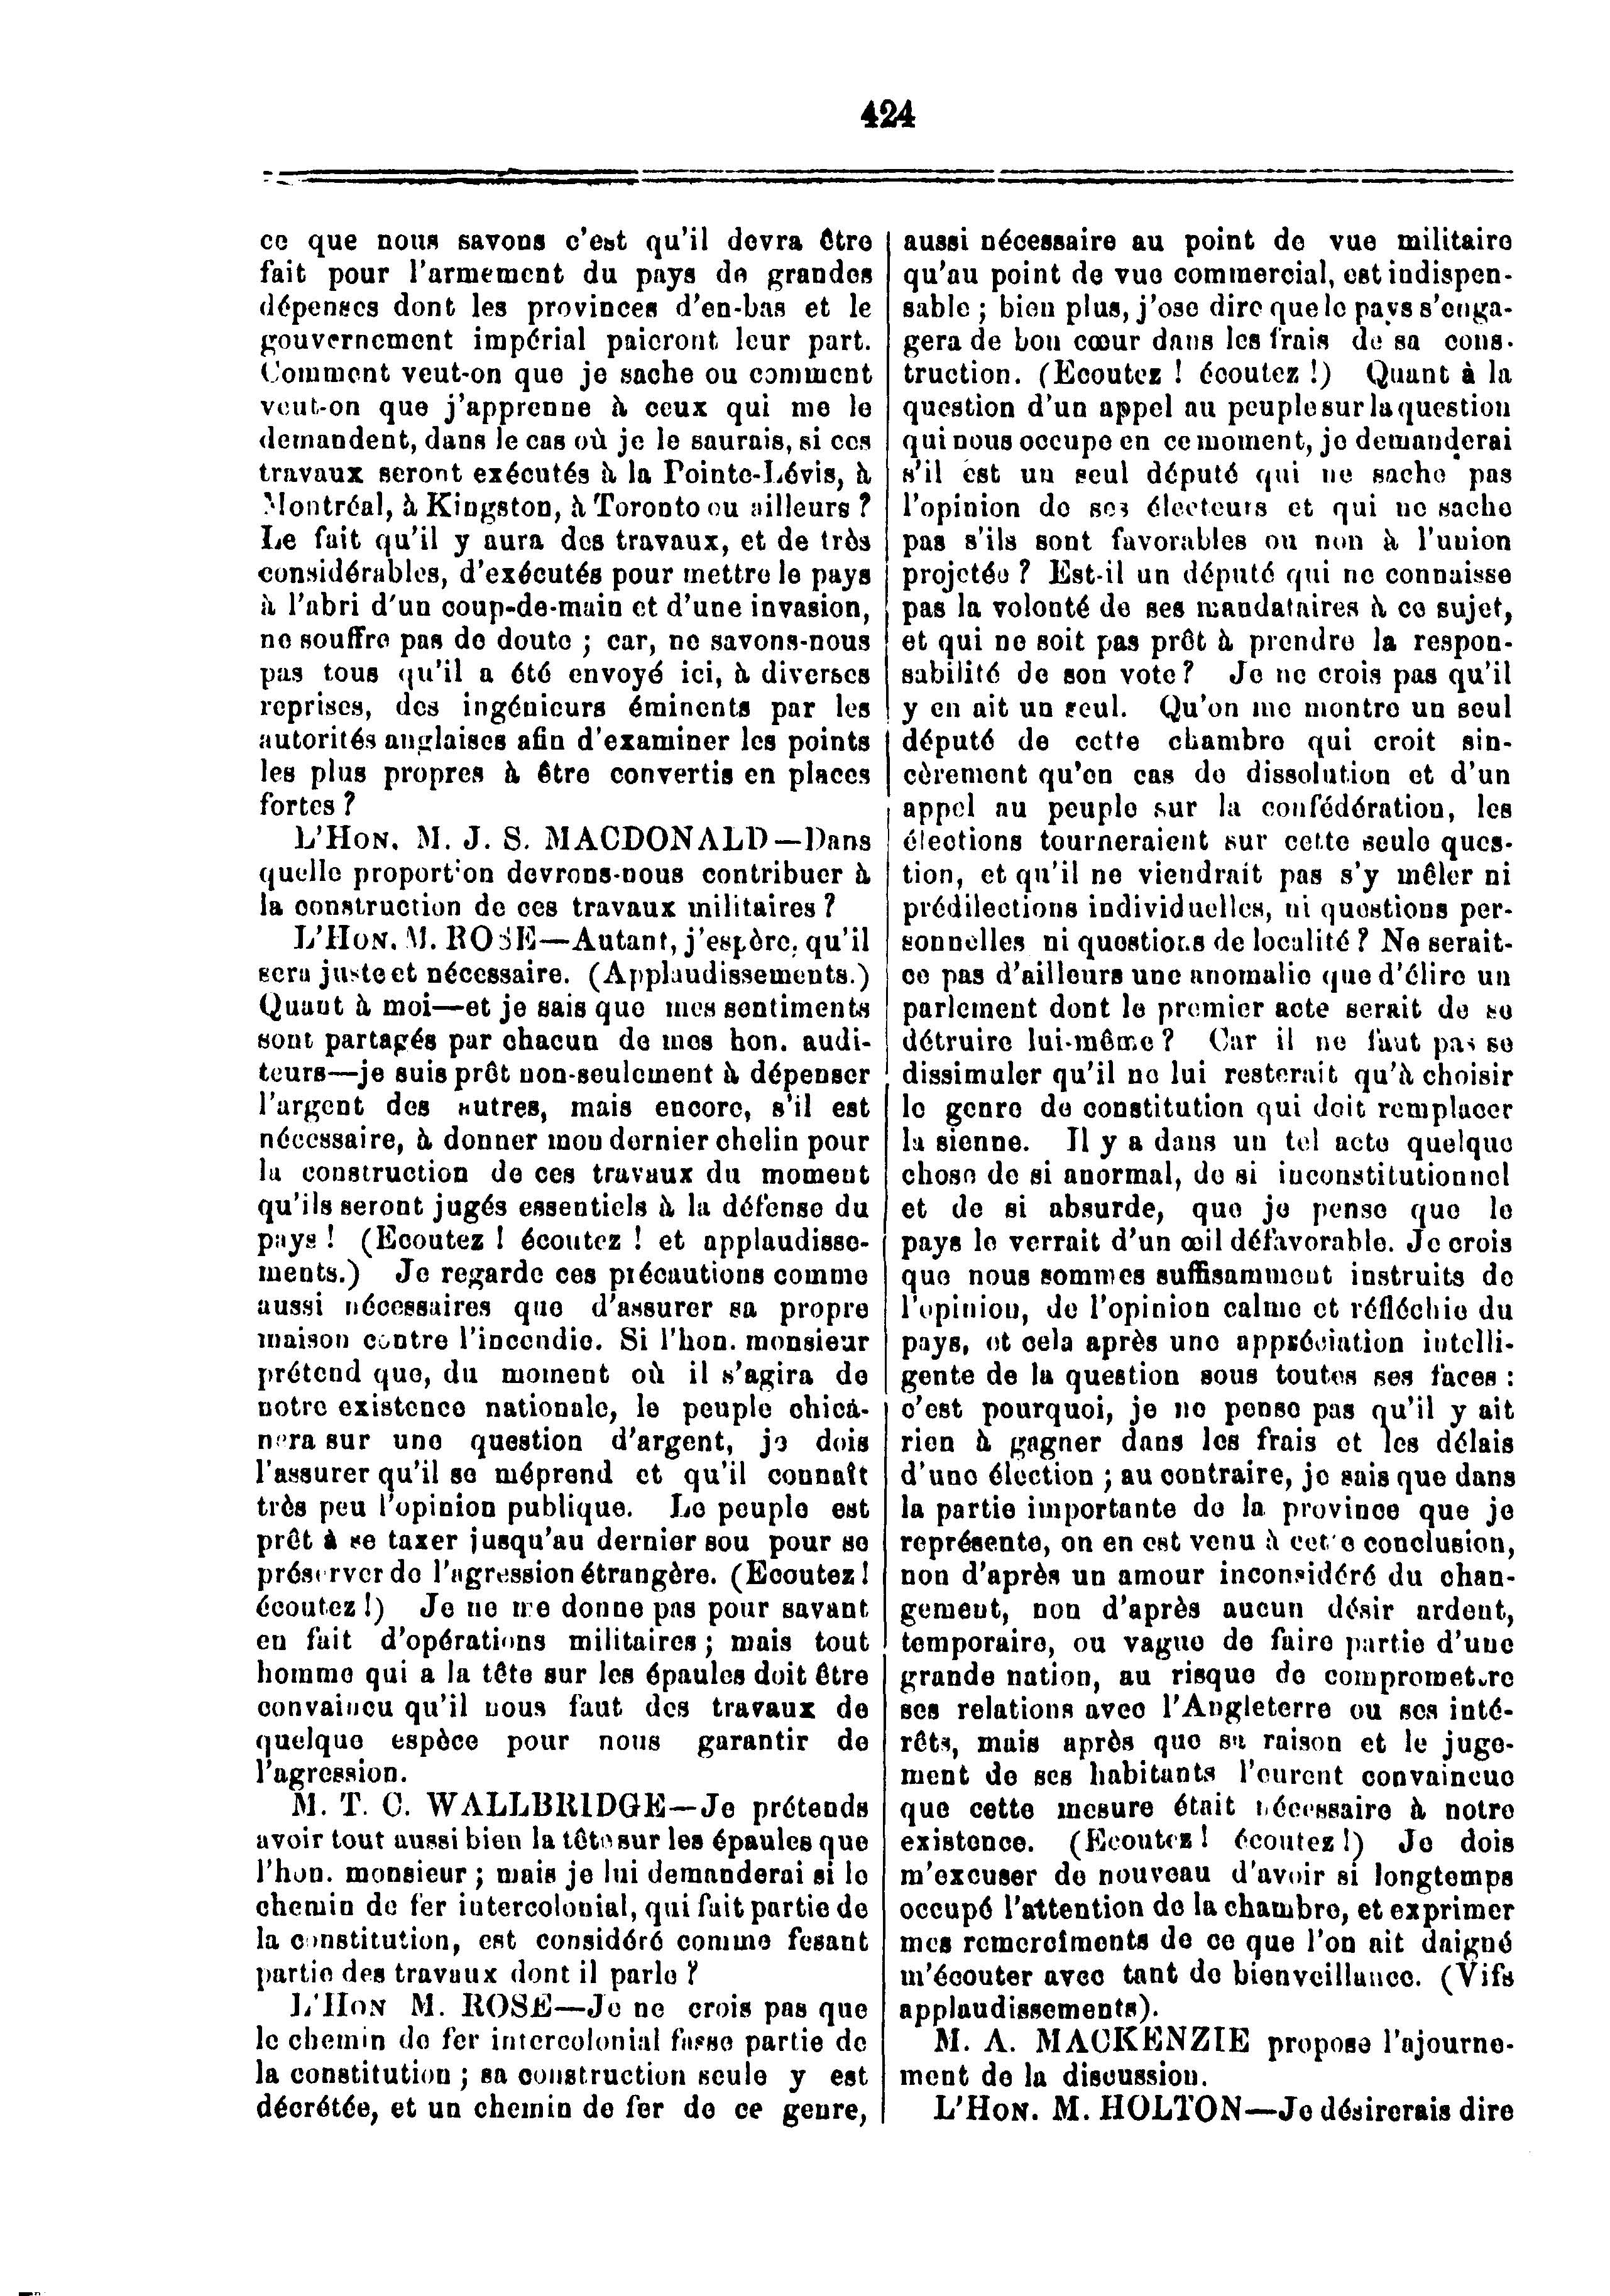 424
ce que nous savons c'est qu'il devra être
fait pour l'armement du pays de grandes
dépenses dont les provinces d'en-bas et le
gouvernement impérial paieront leur part.
Comment veut-on que je sache ou comment
veut-on que j'apprenne à ceux qui me le
demandent, dans le cas où je le saurais, si ces
travaux seront exécutés à la Pointe-Lévis, à
Montréal, à Kingston, à Toronto ou ailleurs ?
Le fait qu'il y aura des travaux, et de très
considérables, d'exécutés pour mettre le pays
à l'abri d'un coup-de-main et d'une invasion,
ne souffre pas de doute ; car, ne savons-nous
pas tous qu'il a été envoyé ici, à diverses
reprises, des ingénieurs éminents par les
autorités anglaises afin d'examiner les points
les plus propres à être convertis en places
fortes ?
L'HON. M. J. S. MACDONALD—Dans
quelle proportion devrons-nous contribuer à
la construction de ces travaux militaires ?
L'HON. M. ROSE—Autant, j'espère, qu'il
sera juste et nécessaire. (Applaudissements.)
Quant à moi—et je sais que mes sentiments
sont partagés par chacun de mes hon. audi-
teurs—je suis prêt non-seulement à dépenser
l'argent des autres, mais encore, s'il est
nécessaire, à donner mon dernier chelin pour
la construction de ces travaux du moment
qu'ils seront jugés essentiels à la défense du
pays ! (Ecoutez ! écoutez ! et applaudisse-
ments.) Je regarde ces précautions comme
aussi nécessaires que d'assurer sa propre
maison contre l'incendie. Si l'hon. monsieur
prétend que, du moment où il s'agira de
notre existence nationale, le peuple chica-
nera sur une question d'argent, je dois
l'assurer qu'il se méprend et qu'il connaît
très peu l'opinion publique. Le peuple est
prêt à se taxer jusqu'au dernier sou pour se
préserver de l'agression étrangère. (Ecoutez !
écoutez !) Je ne me donne pas pour savant
en fait d'opérations militaires ; mais tout
homme qui a la tête sur les épaules doit être
convaincu qu'il nous faut des travaux de
quelque espèce pour nous garantir de
l'agression.
M. T. C. WALLBRIDGE—Je prétends
avoir tout aussi bien la tête sur les épaules que
l'hon. monsieur ; mais je lui demanderai si le
chemin de fer intercolonial, qui fait partie de
la constitution, est considéré comme fesant
partie des travaux dont il parle ?
L'HON M. ROSE—Je ne crois pas que
le chemin de fer intercolonial fasse partie de
la constitution ; sa construction seule y est
décrétée, et un chemin de fer de ce genre,
aussi nécessaire au point de vue militaire
qu'au point de vue commercial, est indispen-
sable ; bien plus, j'ose dire que le pays s'enga-
gera de bon cœur dans les frais de sa cons-
truction. (Ecoutez ! écoutez !) Quant à la
question d'un appel au peuple sur la question
qui nous occupe en ce moment, je demanderai
s'il est un seul député qui ne sache pas
l'opinion de ses électeurs et qui ne sache
pas s'ils sont favorables ou non à l'union
projetée ? Est-il un député qui ne connaisse
pas la volonté de ses mandataires à ce sujet,
et qui ne soit pas prêt à prendre la respon-
sabilité de son vote ? Je ne crois pas qu'il
y en ait un seul. Qu'on me montre un seul
député de cette chambre qui croit sin-
cèrement qu'en cas de dissolution et d'un
appel au peuple sur la confédération, les
élections tourneraient sur cette seule ques-
tion, et qu'il ne viendrait pas s'y mêler ni
prédilections individuelles, ni questions per-
sonnelles ni questions de localité ? Ne serait-
ce pas d'ailleurs une anomalie que d'élire un
parlement dont le premier acte serait de se
détruire lui-même ? Car il ne faut pas se
dissimuler qu'il ne lui resterait qu'à choisir
le genre de constitution qui doit remplacer
la sienne. Il y a dans un tel acte quelque
chose de si anormal, de si inconstitutionnel
et de si absurde, que je pense que le
pays le verrait d'un œil défavorable. Je crois
que nous sommes suffisamment instruits de
l'opinion, de l'opinion calme et réfléchie du
pays, et cela après une appréciation intelli-
gente de la question sous toutes ses faces :
c'est pourquoi, je ne pense pas qu'il y ait
rien à gagner dans les frais et les délais
d'une élection ; au contraire, je sais que dans
la partie importante de la province que je
représente, on en est venu à cette conclusion,
non d'après un amour inconsidéré du chan-
gement, non d'après aucun désir ardent,
temporaire, ou vague de faire partie d'une
grande nation, au risque de compromettre
ses relations avec l'Angleterre ou ses inté-
rêts, mais après que sa raison et le juge-
ment de ses habitants l'eurent convaincue
que cette mesure était nécessaire à notre
existence. (Ecoutez ! écoutez !) Je dois
m'excuser de nouveau d'avoir si longtemps
occupé l'attention de la chambre, et exprimer
mes remercîments de ce que l'on ait daigné
m'écouter avec tant de bienveillance. (Vifs
applaudissements).
M. A. MACKENZIE propose l'ajourne-
ment de la discussion.
L'HON. M. HOLTON—Je désirerais dire